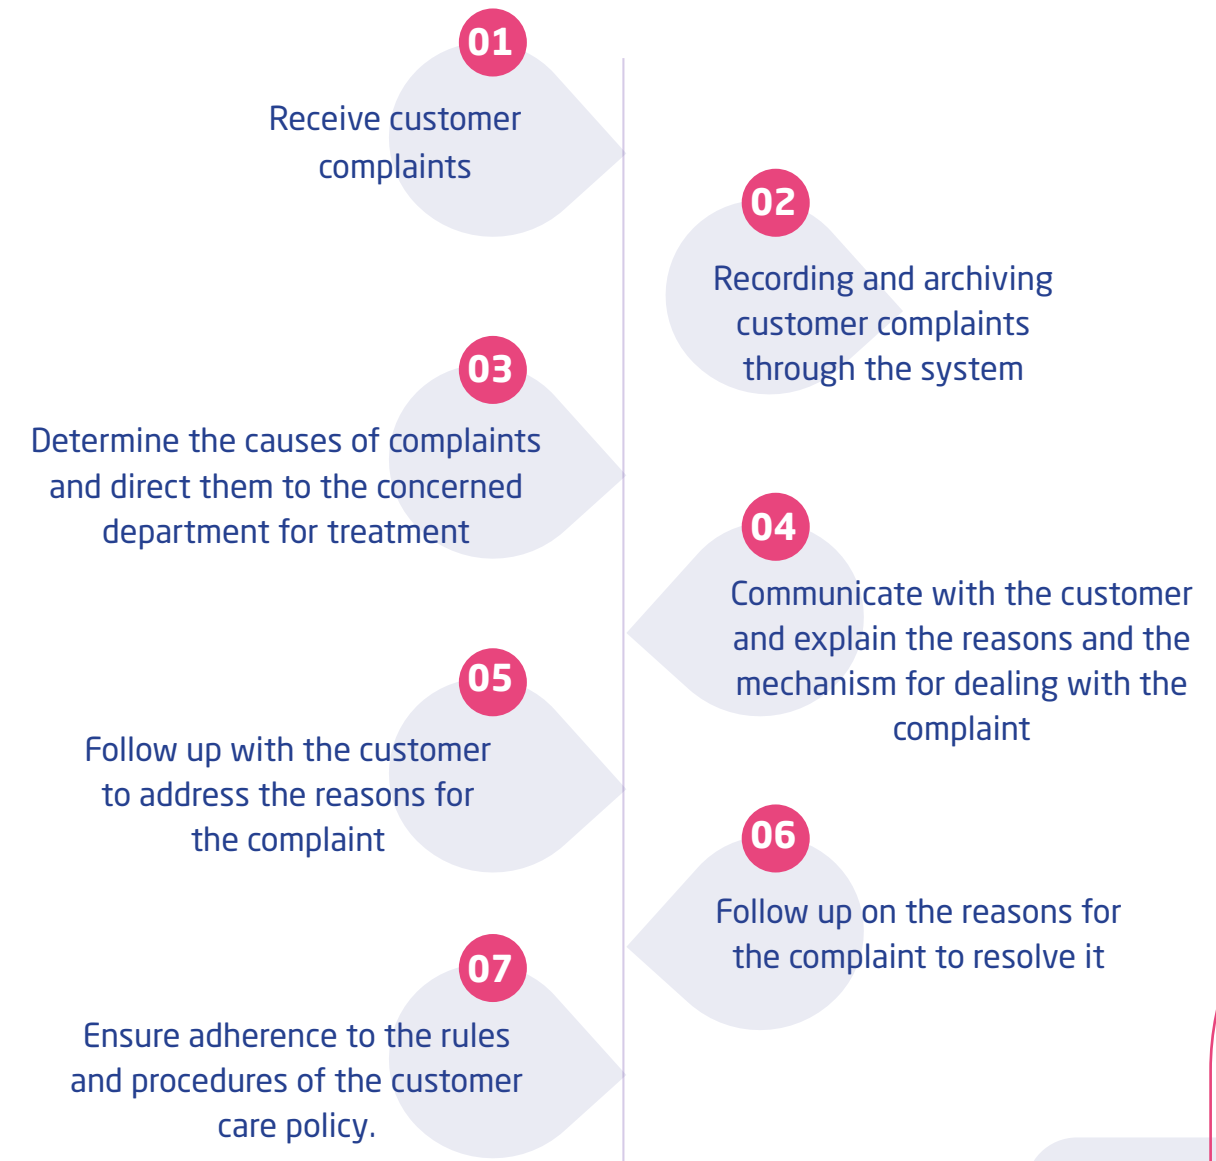 01
Receive customer
complaints
02
Recording and archiving
customer complaints
through the system
03
Determine the causes of complaints
and direct them to the concerned
department for treatment
04
Communicate with the customer
and explain the reasons and the
mechanism for dealing with the
complaint
05
Follow up with the customer
to address the reasons for
the complaint
06
Follow up on the reasons for
the complaint to resolve it
07
Ensure adherence to the rules
and procedures of the customer
care policy.